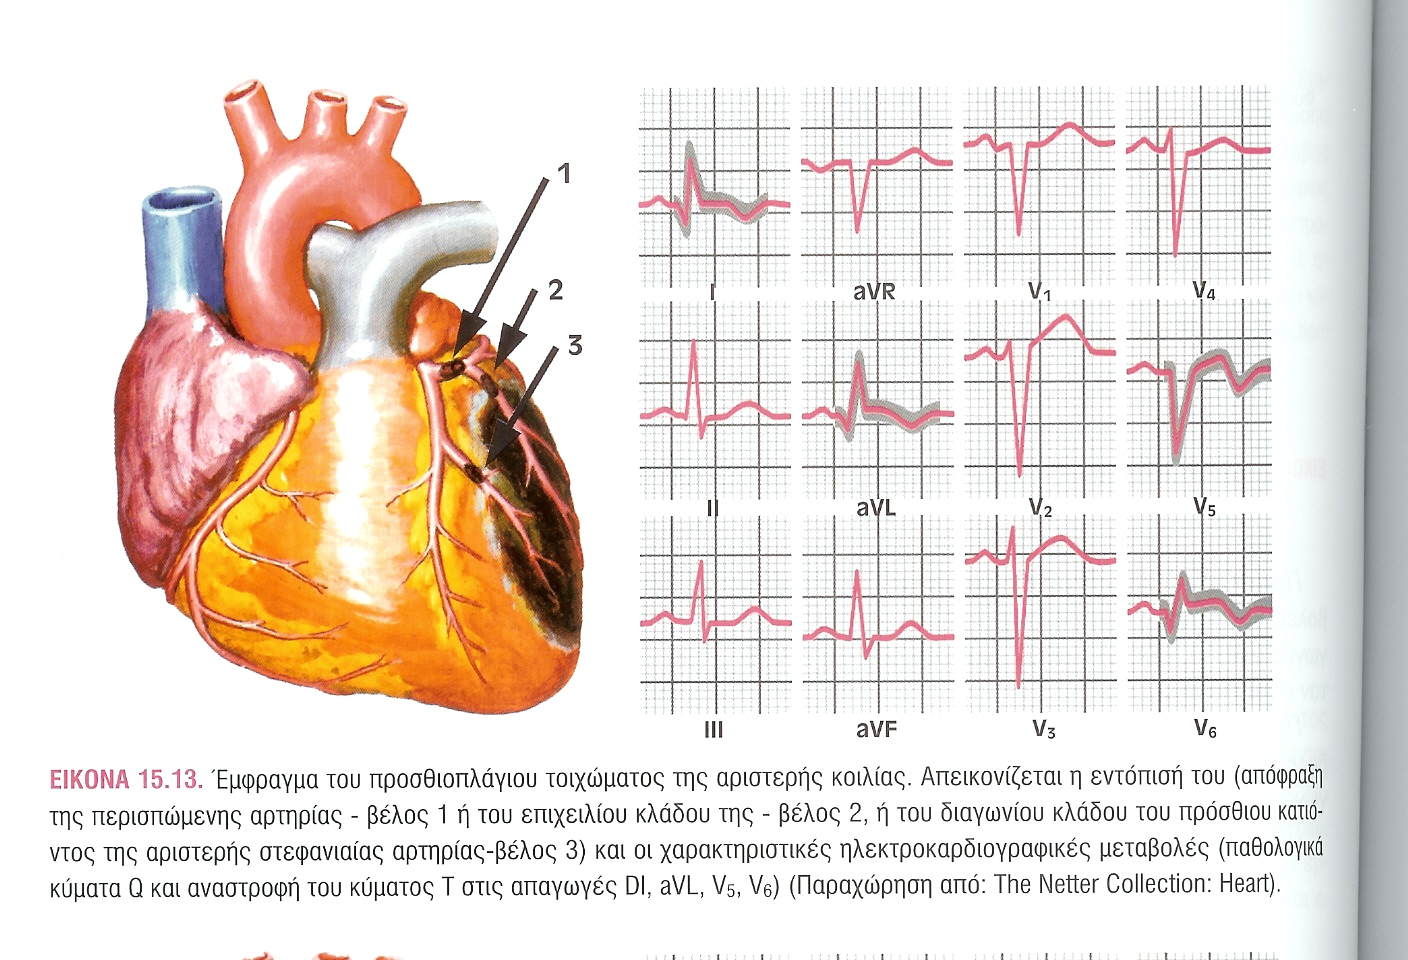 1
2
3
I
aVR
V1
V4
II
aVL
V2
V5
III
aVF
V3
V6
ΕΙΚΟΝΑ 15.13. Έμφραγμα του προσθιοπλάγιου τοιχώματος της αριστερής κοιλίας. Απεικονίζεται η εντόπισή του (απόφραξη
της περισπώμενης αρτηρίας - βέλος 1 ή του επιχειλίου κλάδου της - βέλος 2, ή του διαγωνίου κλάδου του πρόσθιου κατιό-
ντος της αριστερής στεφανιαίας αρτηρίας-βέλος 3) και οι χαρακτηριστικές ηλεκτροκαρδιογραφικές μεταβολές (παθολογικά
κύματα Q και αναστροφή του κύματος Τ στις απαγωγές DI, aVL, V5, V6) (Παραχώρηση από: The Netter Collection: Heart).